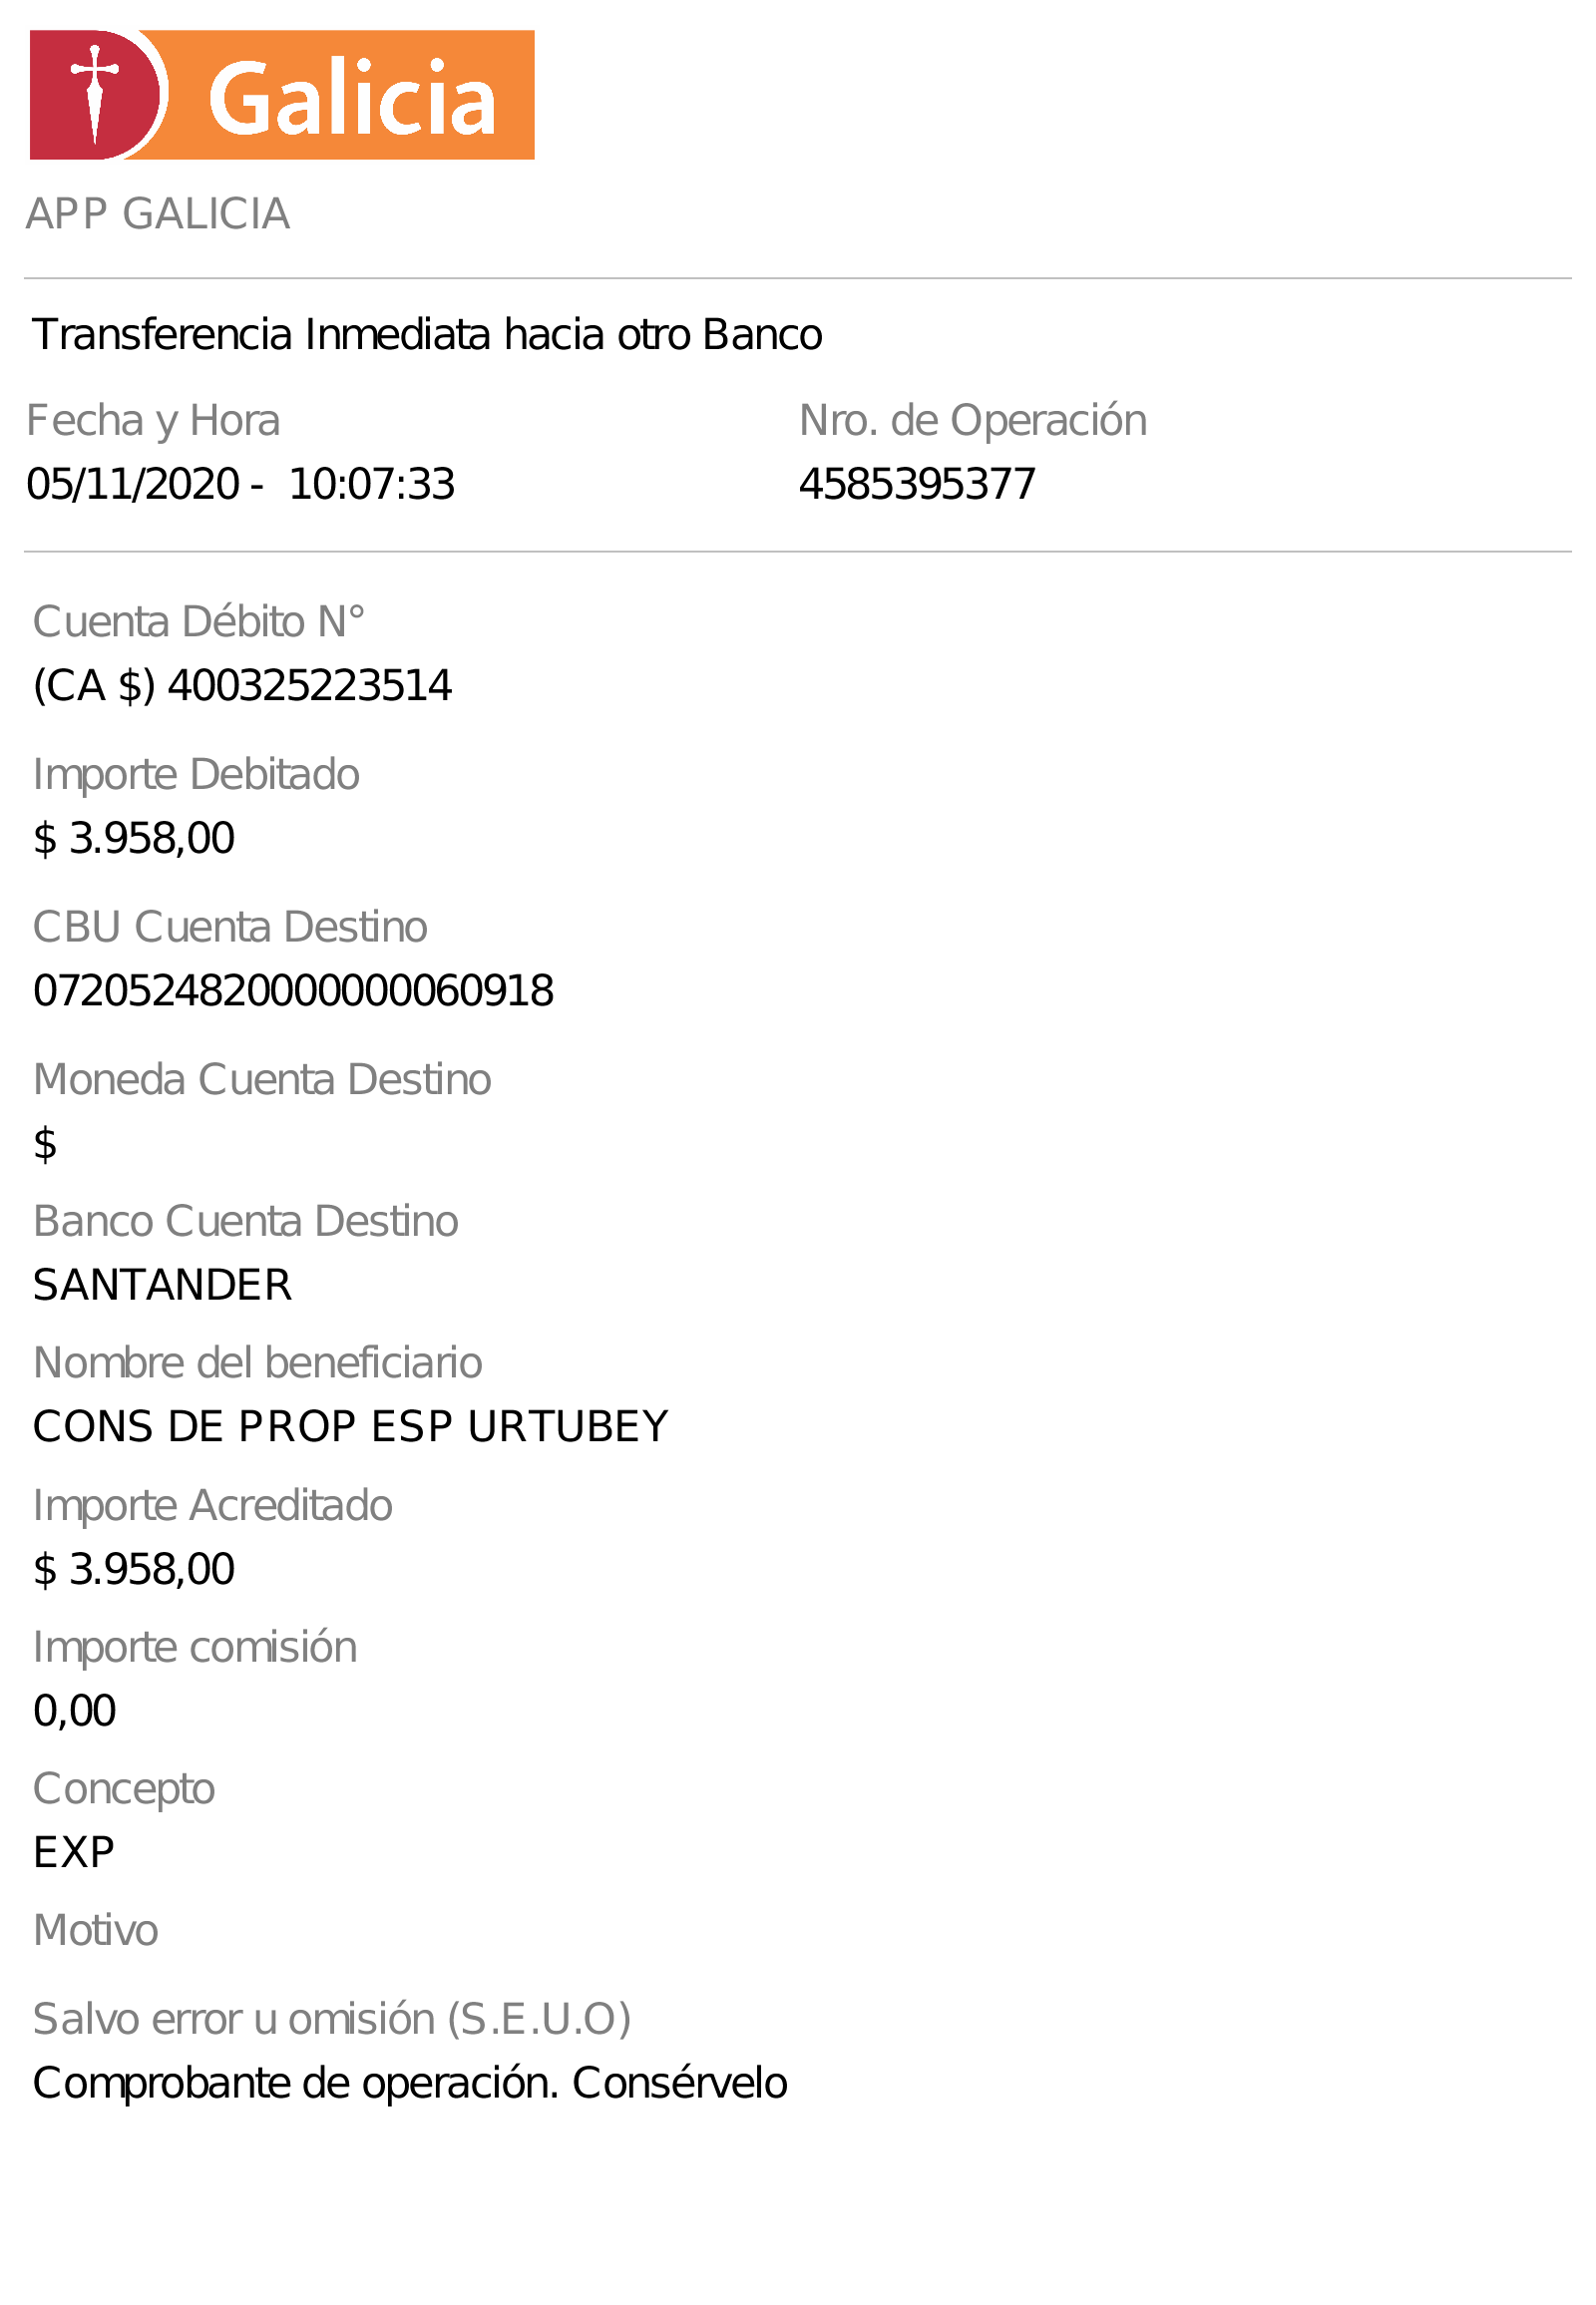 Galicia
APP GALICIA
Transferencia Inmediata hacia otro Banco
Fecha y Hora
Nro. de Operación
05/11/2020 - 10:07:33
4585395377
Cuenta Débito N°
(CA $) 400325223514
Importe Debitado
$ 3.958,00
CBU Cuenta Destino
0720524820000000060918
Moneda Cuenta Destino
$
Banco Cuenta Destino
SANTANDER
Nombre del beneficiario
CONS DE PROP ESP URTUBEY
Importe Acreditado
$ 3.958,00
Importe comisión
0,00
Concepto
EXP
Motivo
Salvo error u omisión (S.E.U.O)
Comprobante de operación. Consérvelo